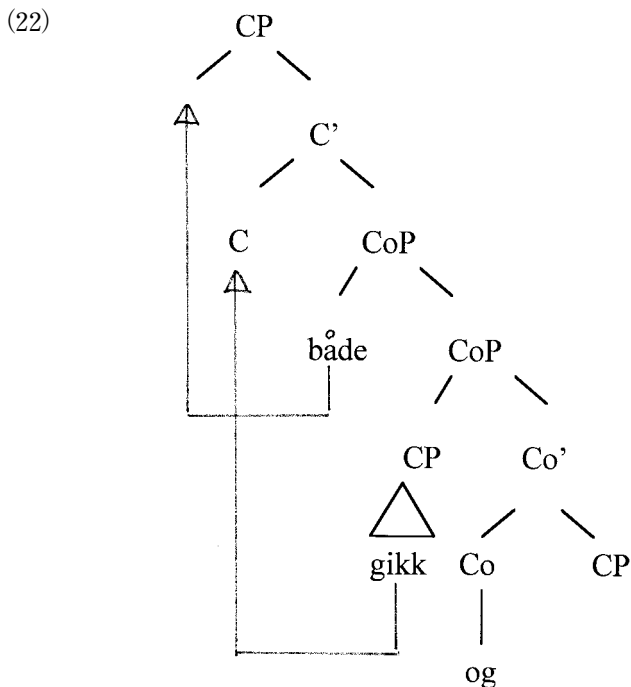 (22)
CP
C’
C CoP
både CoP
CP Co’
gikk Co CP
og